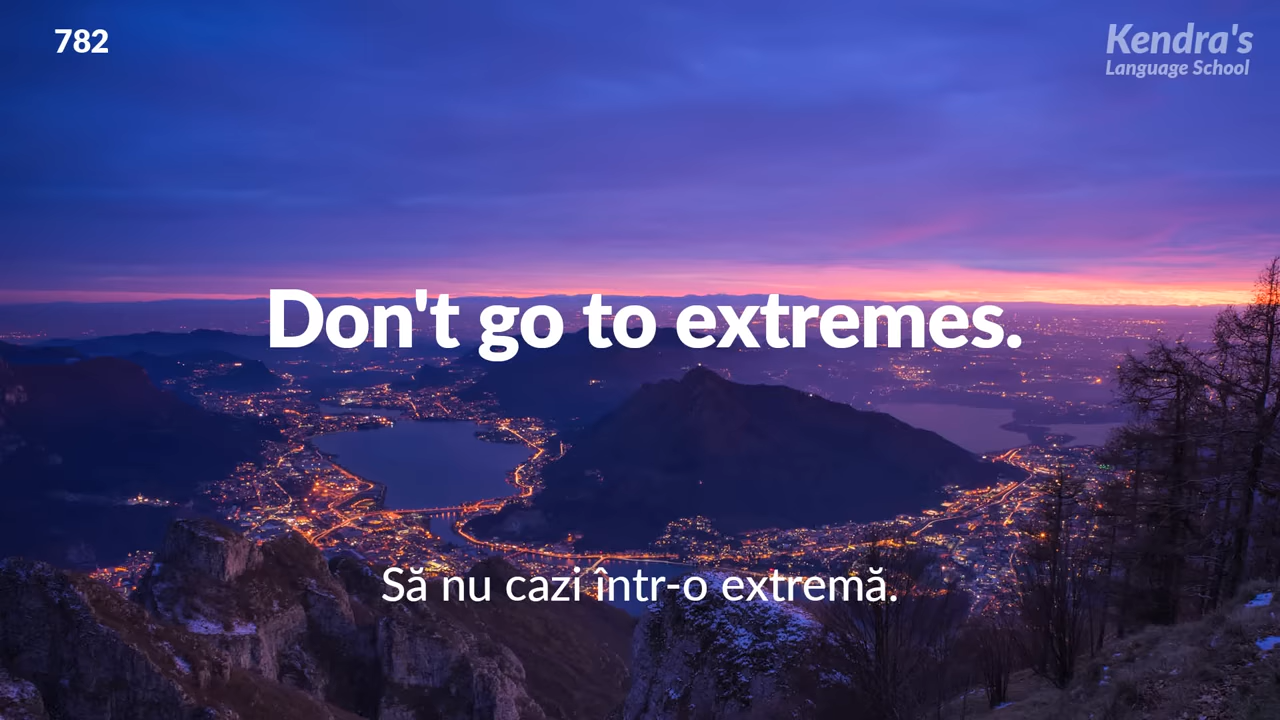 782
Kendra's
Language School
Don't go to extremes.
Să nu cazi într-o extremă.